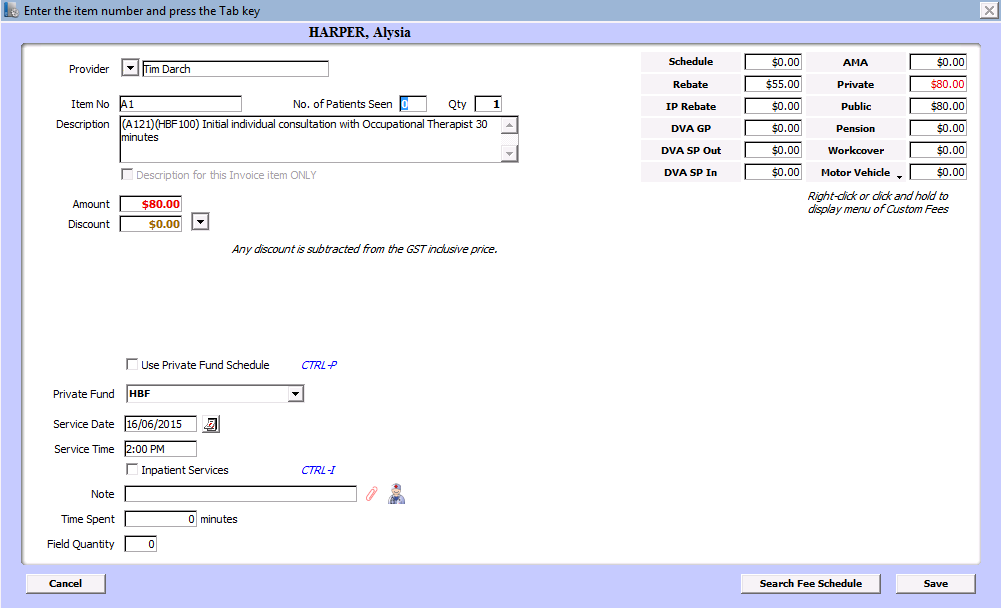 Enter the item number and press the Tab key
HARPER, Alysia
Provider Tim Darch
Item No A1 No. of Patients Seen 0 Qty 1
Description (A121)(HBF100) Initial individual consultation with Occupational Therapist 30
minutes
Description for this Invoice item ONLY
Amount $80.00
Discount $0.00
Any discount is subtracted from the GST inclusive price.
Schedule $0.00 AMA $0.00
Rebate $55.00 Private $80.00
IP Rebate $0.00 Public $80.00
DVA GP $0.00 Pension $0.00
DVA SP Out $0.00 Workcover $0.00
DVA SP In $0.00 Motor Vehicle $0.00
Right-click or click and hold to
display menu of Custom Fees
Use Private Fund Schedule CTRL-P
Private Fund HBF
Service Date 16/06/2015
Service Time 2:00 PM
Inpatient Services CTRL-I
Note
Time Spent 0 minutes
Field Quantity 0
Cancel Search Fee Schedule Save